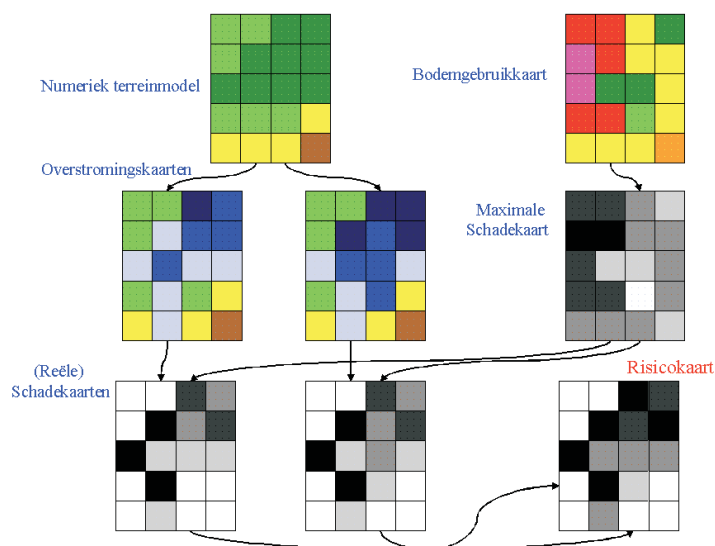 Numeriek terreinmodel
Bodemgebruikkaart
Overstromingskaarten
Maximale
Schadekaart
(Reële)
Schadekaarten
Risicokaart